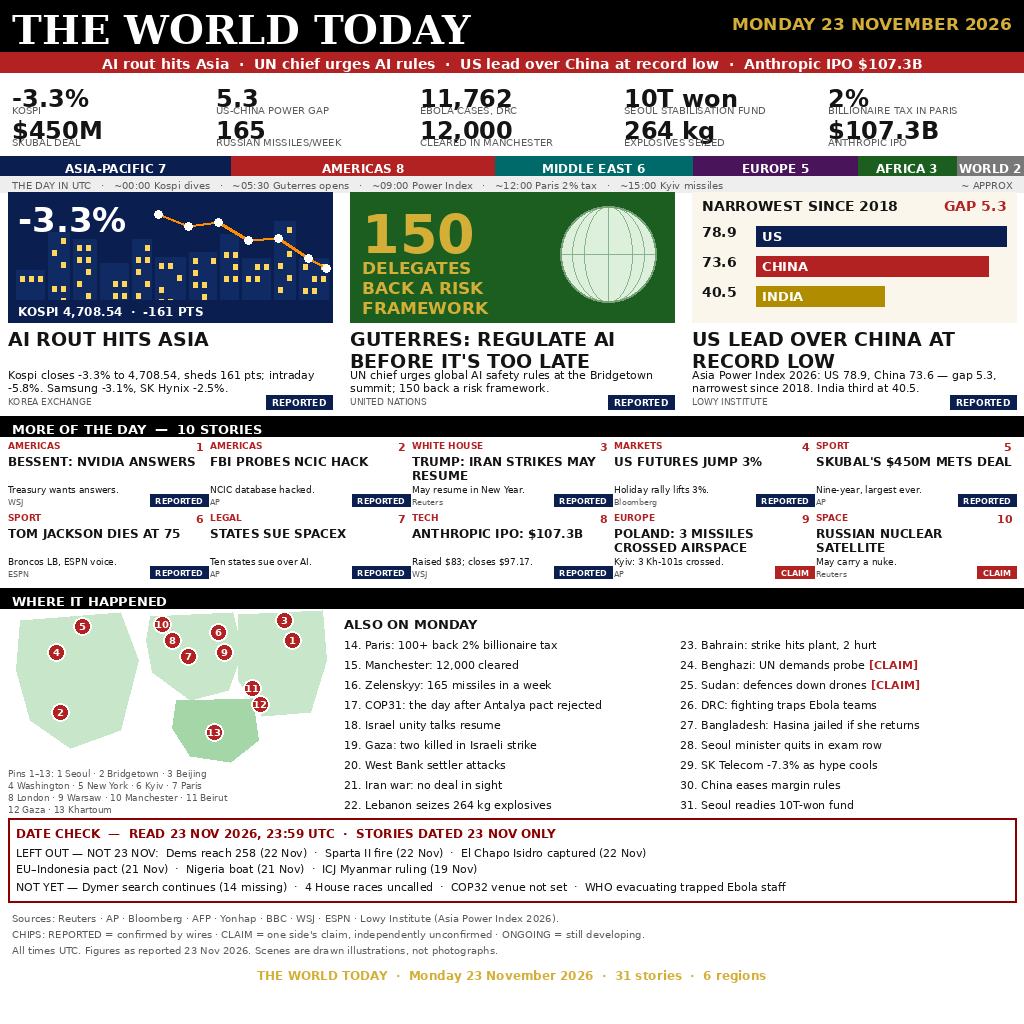 THE WORLD TODAY
MONDAY 23 NOVEMBER 2026
AI rout hits Asia · UN chief urges AI rules · US lead over China at record low · Anthropic IPO $107.3B
-3.3%
KOSPI
5.3
US-CHINA POWER GAP
11,762
EBOLA CASES, DRC
10T won
SEOUL STABILISATION FUND
2%
BILLIONAIRE TAX IN PARIS
$450M
SKUBAL DEAL
165
RUSSIAN MISSILES/WEEK
12,000
CLEARED IN MANCHESTER
264 kg
EXPLOSIVES SEIZED
$107.3B
ANTHROPIC IPO
ASIA-PACIFIC 7
AMERICAS 8
MIDDLE EAST 6
EUROPE 5
AFRICA 3
WORLD 2
THE DAY IN UTC · ~00:00 Kospi dives · ~05:30 Guterres opens · ~09:00 Power Index · ~12:00 Paris 2% tax · ~15:00 Kyiv missiles
~ APPROX
-3.3%
KOSPI 4,708.54 · -161 PTS
150
DELEGATES
BACK A RISK
FRAMEWORK
NARROWEST SINCE 2018
GAP 5.3
78.9
US
73.6
CHINA
40.5
INDIA
AI ROUT HITS ASIA
Kospi closes -3.3% to 4,708.54, sheds 161 pts; intraday
-5.8%. Samsung -3.1%, SK Hynix -2.5%.
KOREA EXCHANGE
REPORTED
GUTERRES: REGULATE AI
BEFORE IT'S TOO LATE
UN chief urges global AI safety rules at the Bridgetown
summit; 150 back a risk framework.
UNITED NATIONS
REPORTED
US LEAD OVER CHINA AT
RECORD LOW
Asia Power Index 2026: US 78.9, China 73.6 — gap 5.3,
narrowest since 2018. India third at 40.5.
LOWY INSTITUTE
REPORTED
MORE OF THE DAY — 10 STORIES
AMERICAS
1
BESSENT: NVIDIA ANSWERS
Treasury wants answers.
WSJ
REPORTED
AMERICAS
2
FBI PROBES NCIC HACK
NCIC database hacked.
AP
REPORTED
WHITE HOUSE
3
TRUMP: IRAN STRIKES MAY
RESUME
May resume in New Year.
Reuters
REPORTED
MARKETS
4
US FUTURES JUMP 3%
Holiday rally lifts 3%.
Bloomberg
REPORTED
SPORT
5
SKUBAL'S $450M METS DEAL
Nine-year, largest ever.
AP
REPORTED
SPORT
6
TOM JACKSON DIES AT 75
Broncos LB, ESPN voice.
ESPN
REPORTED
LEGAL
7
STATES SUE SPACEX
Ten states sue over AI.
AP
REPORTED
TECH
8
ANTHROPIC IPO: $107.3B
Raised $83; closes $97.17.
WSJ
REPORTED
EUROPE
9
POLAND: 3 MISSILES
CROSSED AIRSPACE
Kyiv: 3 Kh-101s crossed.
AP
CLAIM
SPACE
10
RUSSIAN NUCLEAR
SATELLITE
May carry a nuke.
Reuters
CLAIM
WHERE IT HAPPENED
5
4
2
10
8
7
6
9
3
1
11
12
13
Pins 1–13: 1 Seoul · 2 Bridgetown · 3 Beijing
4 Washington · 5 New York · 6 Kyiv · 7 Paris
8 London · 9 Warsaw · 10 Manchester · 11 Beirut
12 Gaza · 13 Khartoum
ALSO ON MONDAY
14. Paris: 100+ back 2% billionaire tax
15. Manchester: 12,000 cleared
16. Zelenskyy: 165 missiles in a week
17. COP31: the day after Antalya pact rejected
18. Israel unity talks resume
19. Gaza: two killed in Israeli strike
20. West Bank settler attacks
21. Iran war: no deal in sight
22. Lebanon seizes 264 kg explosives
23. Bahrain: strike hits plant, 2 hurt
24. Benghazi: UN demands probe [CLAIM]
25. Sudan: defences down drones [CLAIM]
26. DRC: fighting traps Ebola teams
27. Bangladesh: Hasina jailed if she returns
28. Seoul minister quits in exam row
29. SK Telecom -7.3% as hype cools
30. China eases margin rules
31. Seoul readies 10T-won fund
DATE CHECK — READ 23 NOV 2026, 23:59 UTC · STORIES DATED 23 NOV ONLY
LEFT OUT — NOT 23 NOV: Dems reach 258 (22 Nov) · Sparta II fire (22 Nov) · El Chapo Isidro captured (22 Nov)
EU–Indonesia pact (21 Nov) · Nigeria boat (21 Nov) · ICJ Myanmar ruling (19 Nov)
NOT YET — Dymer search continues (14 missing) · 4 House races uncalled · COP32 venue not set · WHO evacuating trapped Ebola staff
Sources: Reuters · AP · Bloomberg · AFP · Yonhap · BBC · WSJ · ESPN · Lowy Institute (Asia Power Index 2026).
CHIPS: REPORTED = confirmed by wires · CLAIM = one side's claim, independently unconfirmed · ONGOING = still developing.
All times UTC. Figures as reported 23 Nov 2026. Scenes are drawn illustrations, not photographs.
THE WORLD TODAY · Monday 23 November 2026 · 31 stories · 6 regions